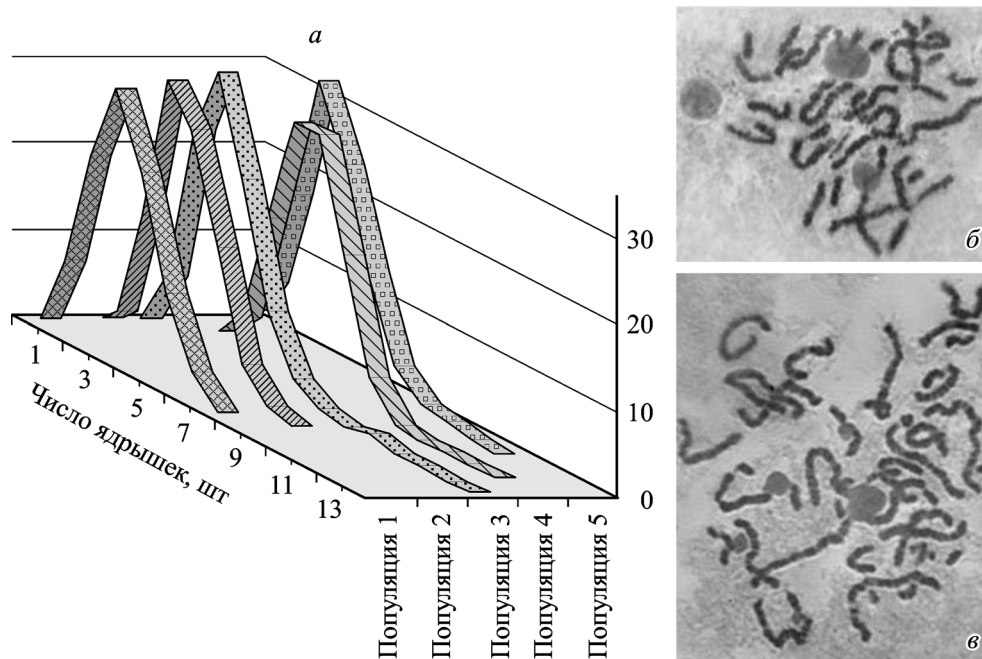 а
30
20
10
0
1
3
5
7
9
11
13
Число ядрышек, шт
Популяция 1
Популяция 2
Популяция 3
Популяция 4
Популяция 5
б
в